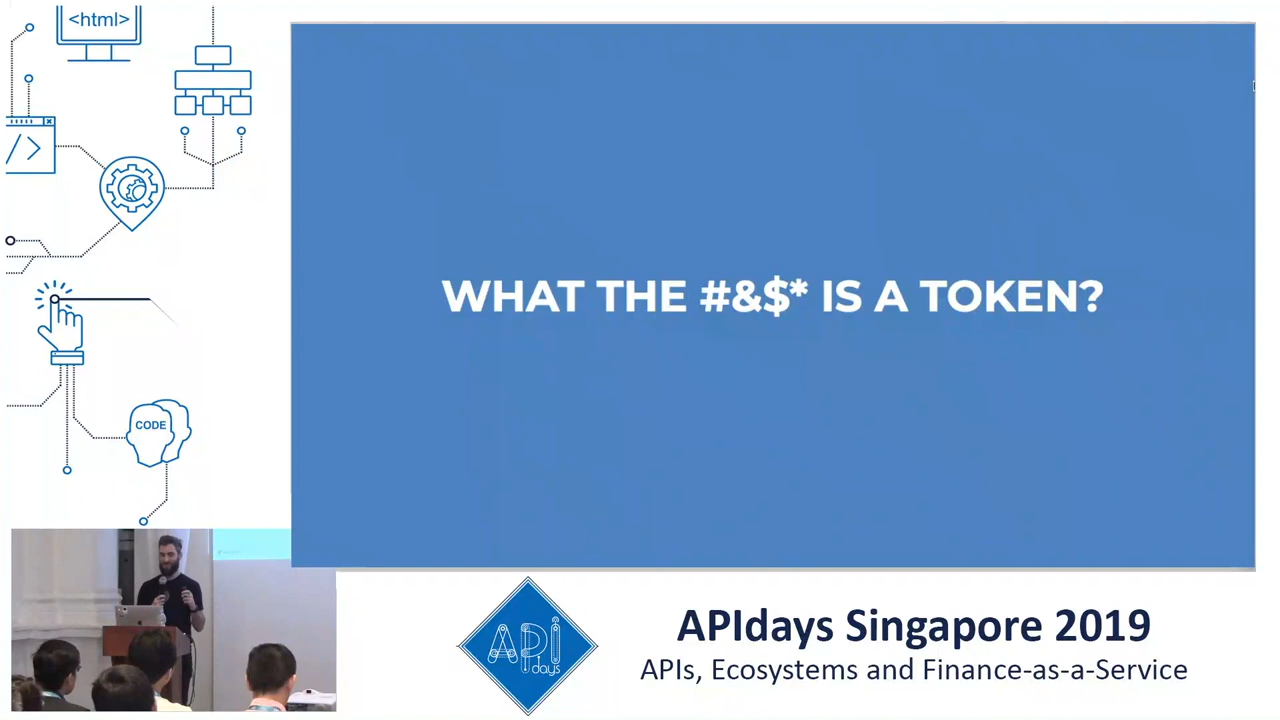 <html>
</>
CODE
WHAT THE #&$* IS A TOKEN?
API
days
APIdays Singapore 2019
APIs, Ecosystems and Finance-as-a-Service